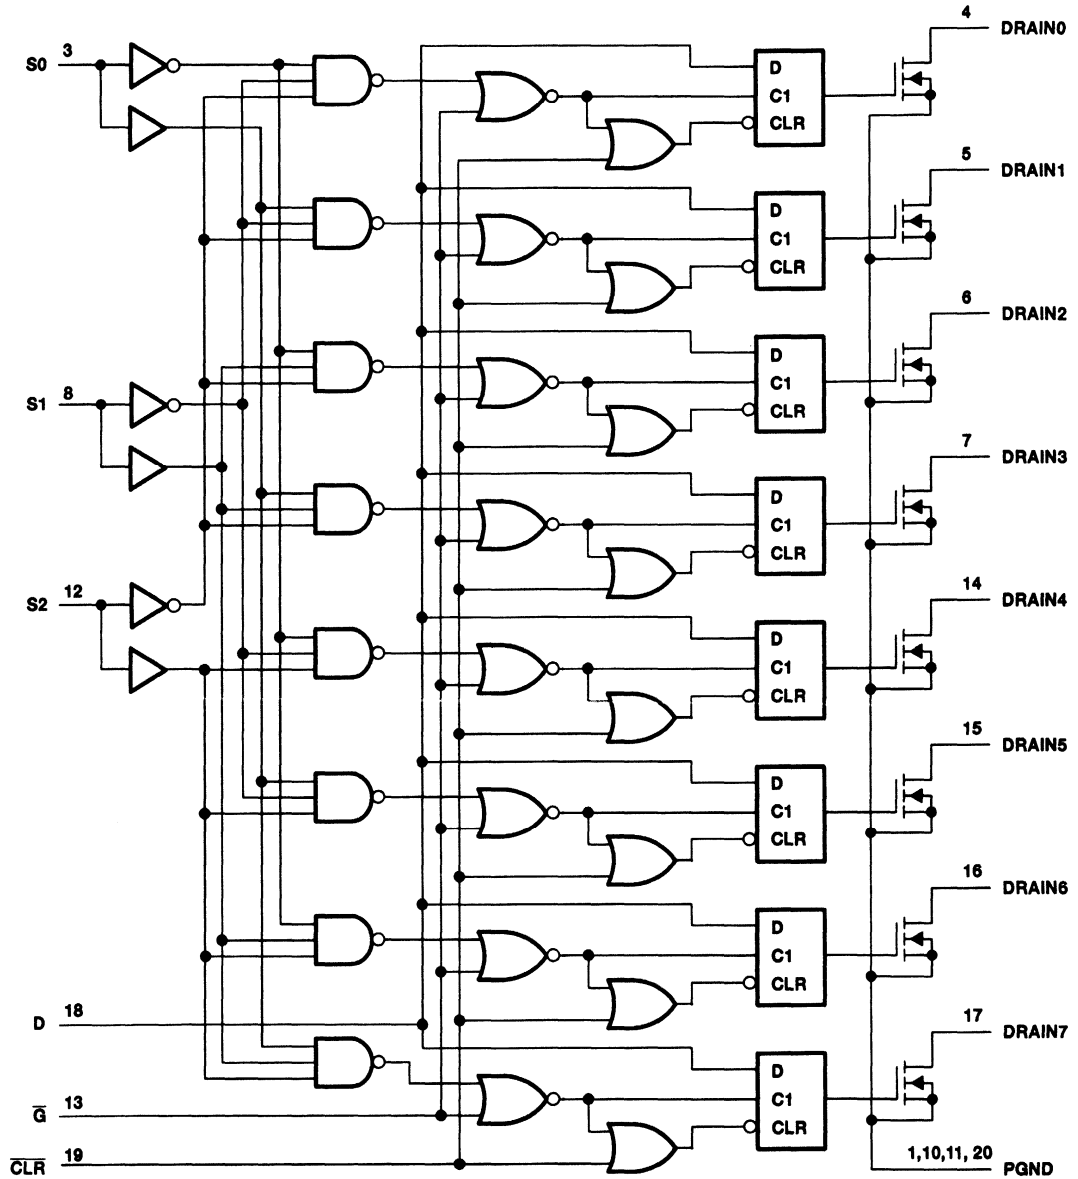 4
DRAIN0
3
S0
D
C1
CLR
5
DRAIN1
D
C1
CLR
6
DRAIN2
D
C1
CLR
8
S1
7
DRAIN3
D
C1
CLR
12
S2
14
DRAIN4
D
C1
CLR
15
DRAIN5
D
C1
CLR
16
DRAIN6
D
C1
CLR
18
D
17
DRAIN7
D
C1
CLR
13
G̅
19
C̅L̅R̅
1,10,11, 20
PGND